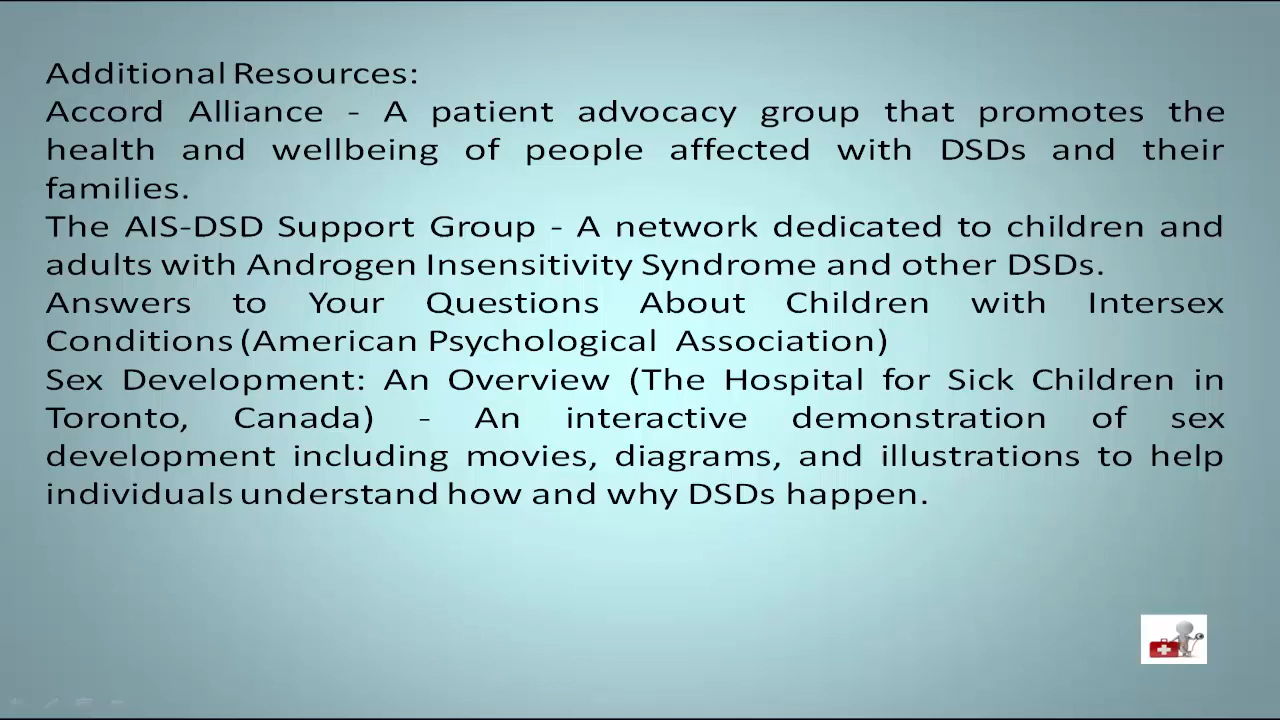 Additional Resources:
Accord Alliance - A patient advocacy group that promotes the
health and wellbeing of people affected with DSDs and their
families.
The AIS-DSD Support Group - A network dedicated to children and
adults with Androgen Insensitivity Syndrome and other DSDs.
Answers to Your Questions About Children with Intersex
Conditions (American Psychological Association)
Sex Development: An Overview (The Hospital for Sick Children in
Toronto, Canada) - An interactive demonstration of sex
development including movies, diagrams, and illustrations to help
individuals understand how and why DSDs happen.